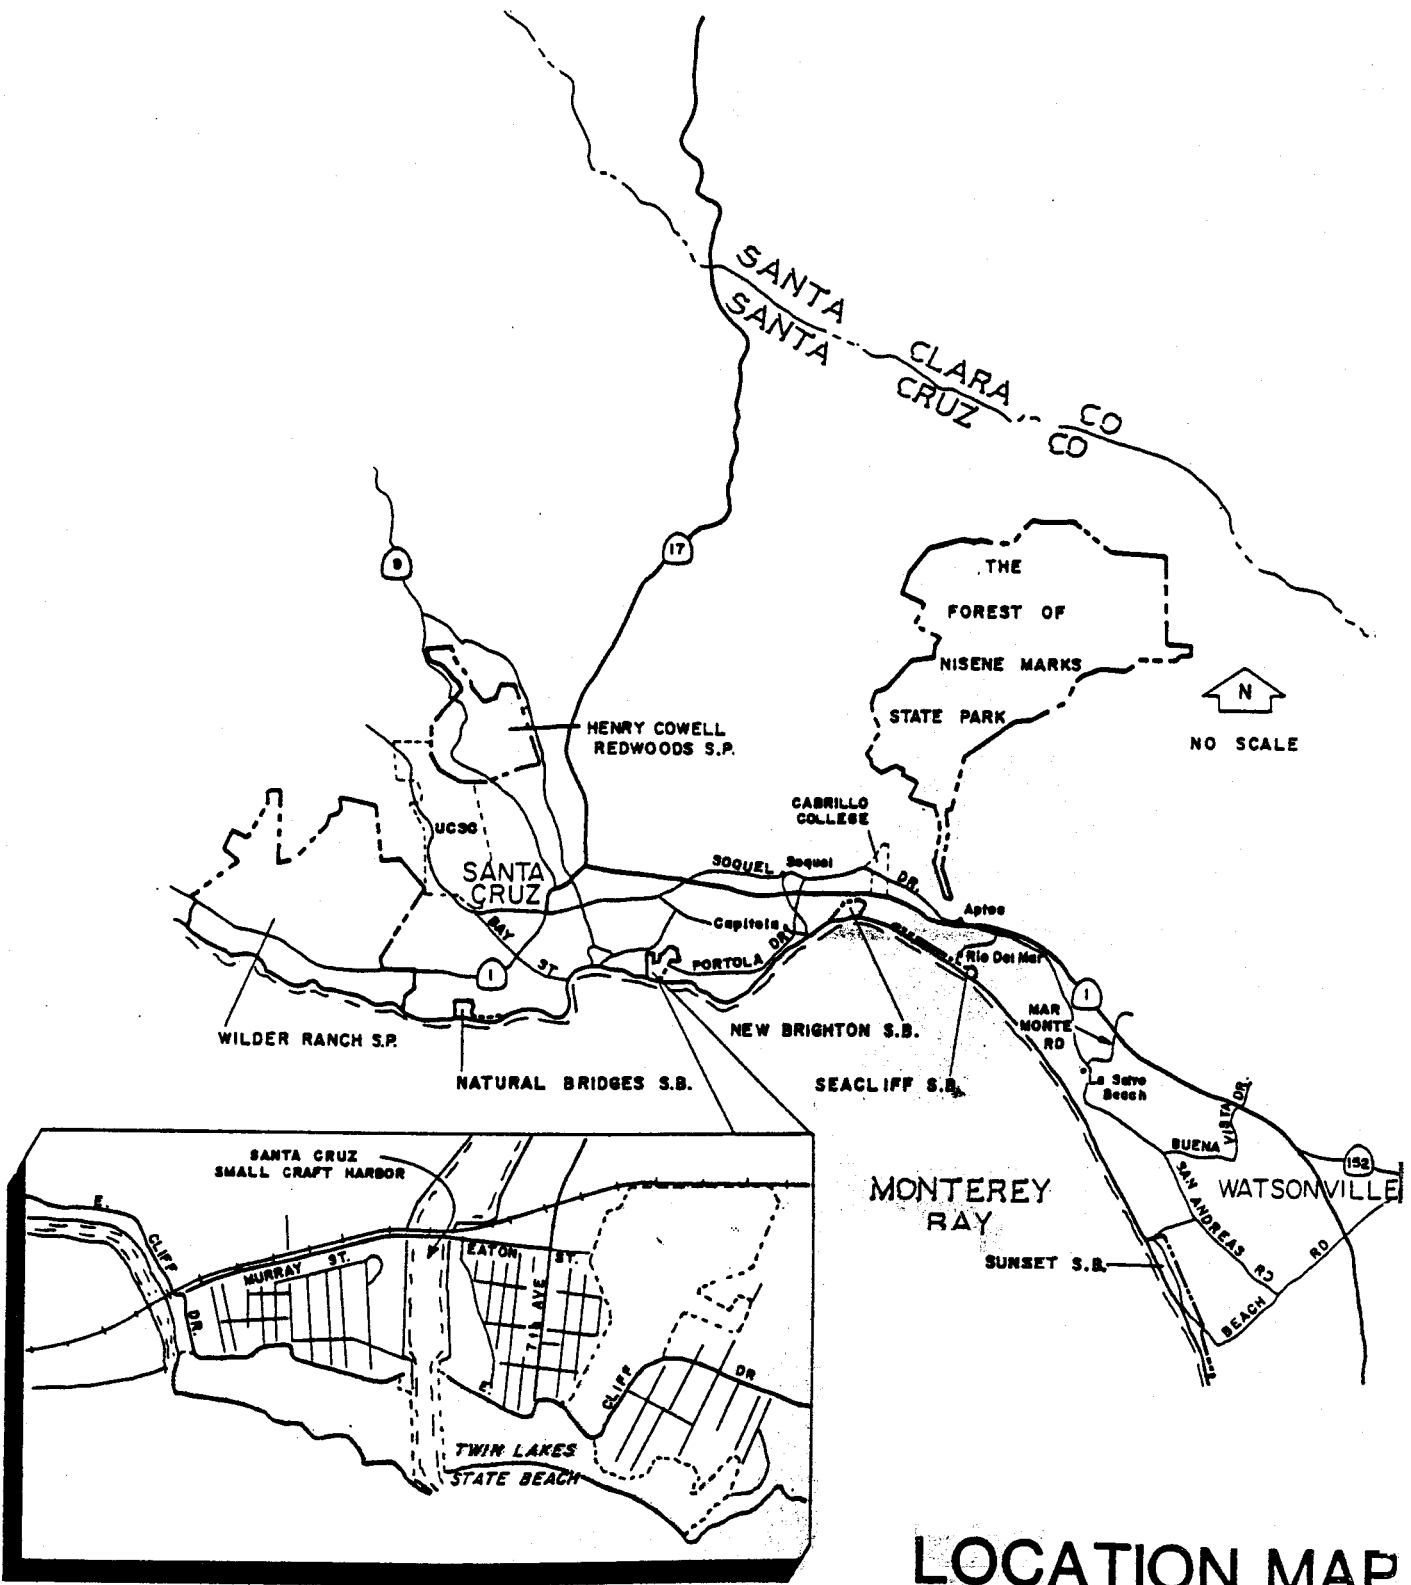 SANTA CLARA CO
SANTA CRUZ CO
17
9
THE
FOREST OF
NISENE MARKS
STATE PARK
N
NO SCALE
HENRY COWELL
REDWOODS S.P.
CABRILLO
COLLEGE
UCSC
SANTA
CRUZ
SOQUEL DR.
Soquel
Aptos
BAY ST
Capitola
PORTOLA DR.
Rio Del Mar
1
1
WILDER RANCH S.P.
NATURAL BRIDGES S.B.
NEW BRIGHTON S.B.
SEACLIFF S.B.
MAR
MONTE
RD
La Selva
Beach
BUENA VISTA DR.
152
SAN ANDREAS RD
WATSONVILLE
MONTEREY
BAY
SUNSET S.B.
BEACH RD
SANTA CRUZ
SMALL CRAFT HARBOR
E. CLIFF DR.
MURRAY ST.
EATON ST.
7th AVE
E. CLIFF DR
TWIN LAKES
STATE BEACH
LOCATION MAP